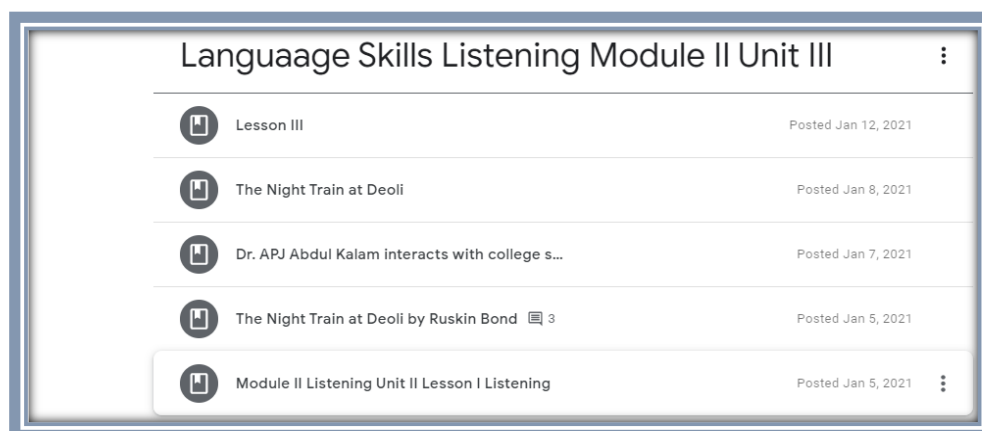 Languaage Skills Listening Module II Unit III
Lesson III Posted Jan 12, 2021
The Night Train at Deoli Posted Jan 8, 2021
Dr. APJ Abdul Kalam interacts with college s... Posted Jan 7, 2021
The Night Train at Deoli by Ruskin Bond 3 Posted Jan 5, 2021
Module II Listening Unit II Lesson I Listening Posted Jan 5, 2021